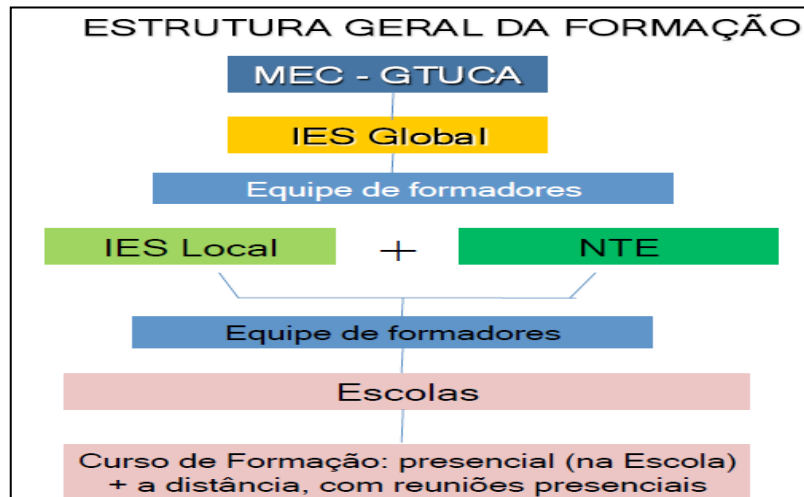 ESTRUTURA GERAL DA FORMAÇÃO
MEC - GTUCA
IES Global
Equipe de formadores
IES Local + NTE
Equipe de formadores
Escolas
Curso de Formação: presencial (na Escola)
+ a distância, com reuniões presenciais